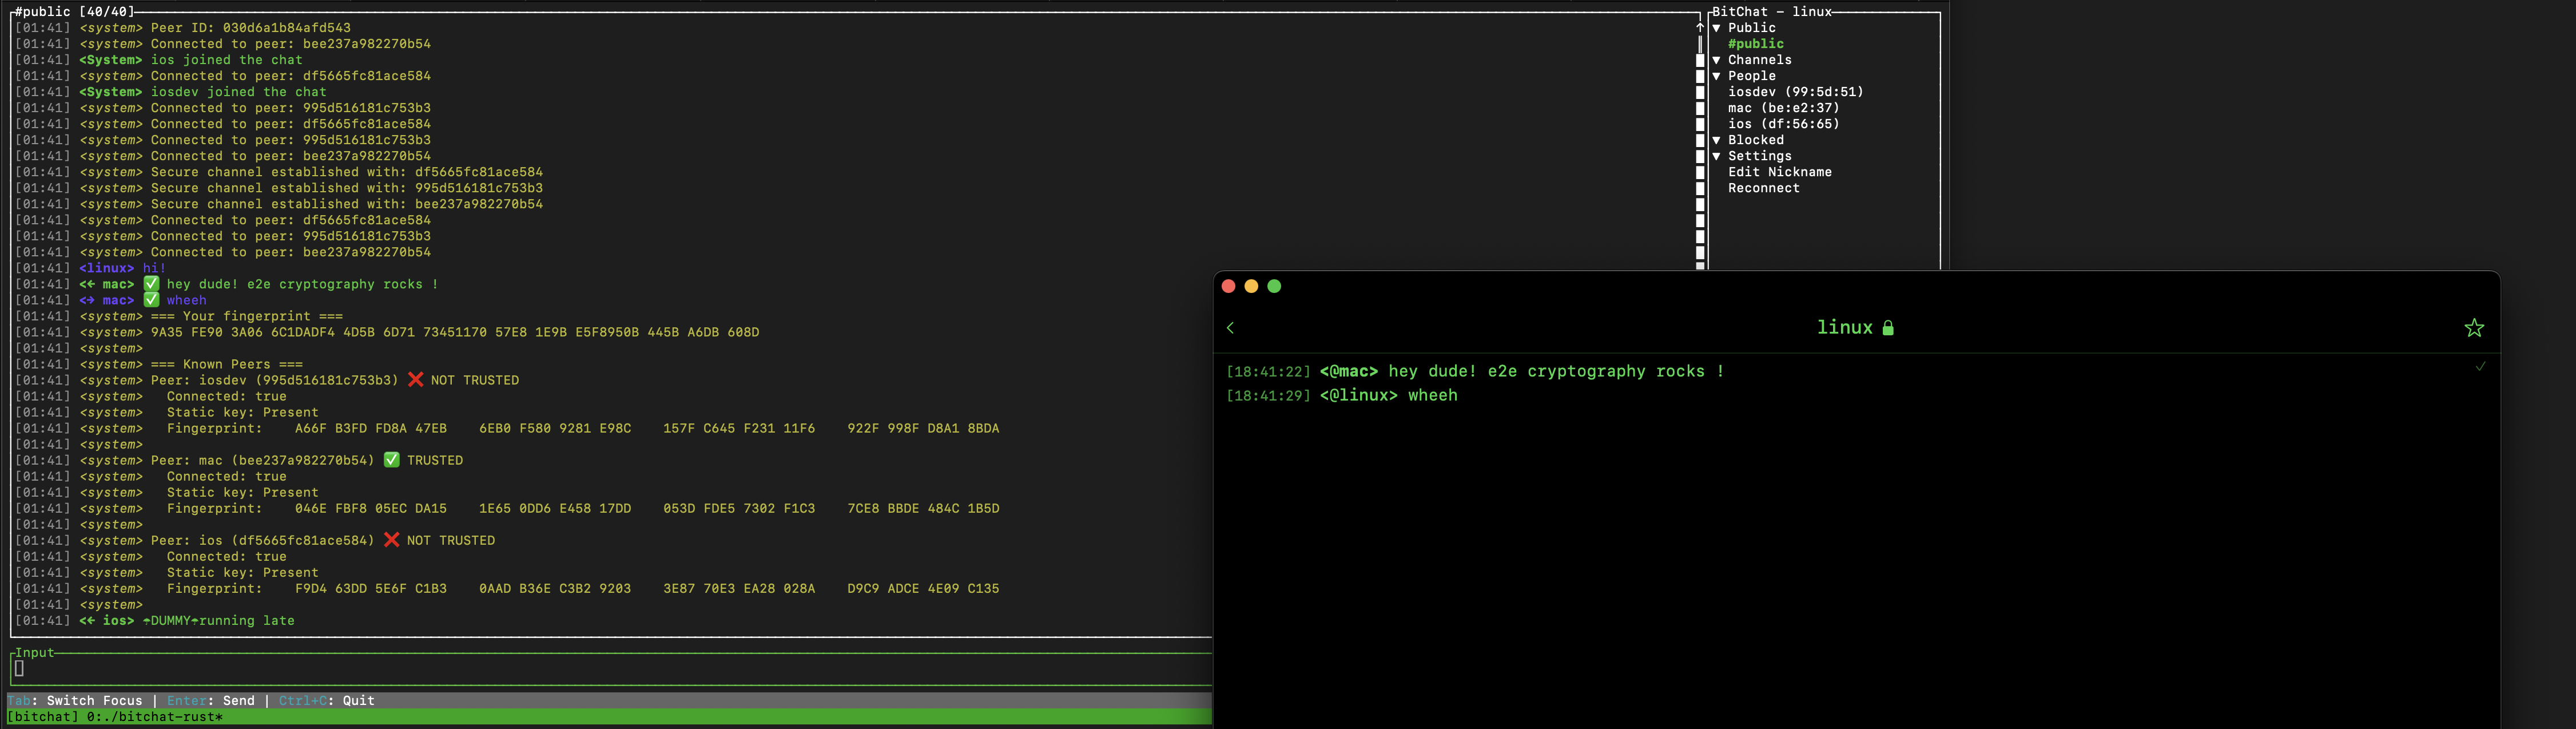 #public [40/40]
[01:41] <system> Peer ID: 030d6a1b84afd543
[01:41] <system> Connected to peer: bee237a982270b54
[01:41] <System> ios joined the chat
[01:41] <system> Connected to peer: df5665fc81ace584
[01:41] <System> iosdev joined the chat
[01:41] <system> Connected to peer: 995d516181c753b3
[01:41] <system> Connected to peer: df5665fc81ace584
[01:41] <system> Connected to peer: 995d516181c753b3
[01:41] <system> Connected to peer: bee237a982270b54
[01:41] <system> Secure channel established with: df5665fc81ace584
[01:41] <system> Secure channel established with: 995d516181c753b3
[01:41] <system> Secure channel established with: bee237a982270b54
[01:41] <system> Connected to peer: df5665fc81ace584
[01:41] <system> Connected to peer: 995d516181c753b3
[01:41] <system> Connected to peer: bee237a982270b54
[01:41] <linux> hi!
[01:41] <← mac> ✅ hey dude! e2e cryptography rocks !
[01:41] <→ mac> ✅ wheeh
[01:41] <system> === Your fingerprint ===
[01:41] <system> 9A35 FE90 3A06 6C1DADF4 4D5B 6D71 73451170 57E8 1E9B E5F8950B 445B A6DB 608D
[01:41] <system>
[01:41] <system> === Known Peers ===
[01:41] <system> Peer: iosdev (995d516181c753b3) ❌ NOT TRUSTED
[01:41] <system>   Connected: true
[01:41] <system>   Static key: Present
[01:41] <system>   Fingerprint:    A66F B3FD FD8A 47EB    6EB0 F580 9281 E98C    157F C645 F231 11F6    922F 998F D8A1 8BDA
[01:41] <system>
[01:41] <system> Peer: mac (bee237a982270b54) ✅ TRUSTED
[01:41] <system>   Connected: true
[01:41] <system>   Static key: Present
[01:41] <system>   Fingerprint:    046E FBF8 05EC DA15    1E65 0DD6 E458 17DD    053D FDE5 7302 F1C3    7CE8 BBDE 484C 1B5D
[01:41] <system>
[01:41] <system> Peer: ios (df5665fc81ace584) ❌ NOT TRUSTED
[01:41] <system>   Connected: true
[01:41] <system>   Static key: Present
[01:41] <system>   Fingerprint:    F9D4 63DD 5E6F C1B3    0AAD B36E C3B2 9203    3E87 70E3 EA28 028A    D9C9 ADCE 4E09 C135
[01:41] <system>
[01:41] <← ios> ☂DUMMY☂running late
Input
Tab: Switch Focus | Enter: Send | Ctrl+C: Quit
[bitchat] 0:./bitchat-rust*
BitChat - linux
▼ Public
#public
▼ Channels
▼ People
iosdev (99:5d:51)
mac (be:e2:37)
ios (df:56:65)
▼ Blocked
▼ Settings
Edit Nickname
Reconnect
linux
[18:41:22] <@mac> hey dude! e2e cryptography rocks !
[18:41:29] <@linux> wheeh